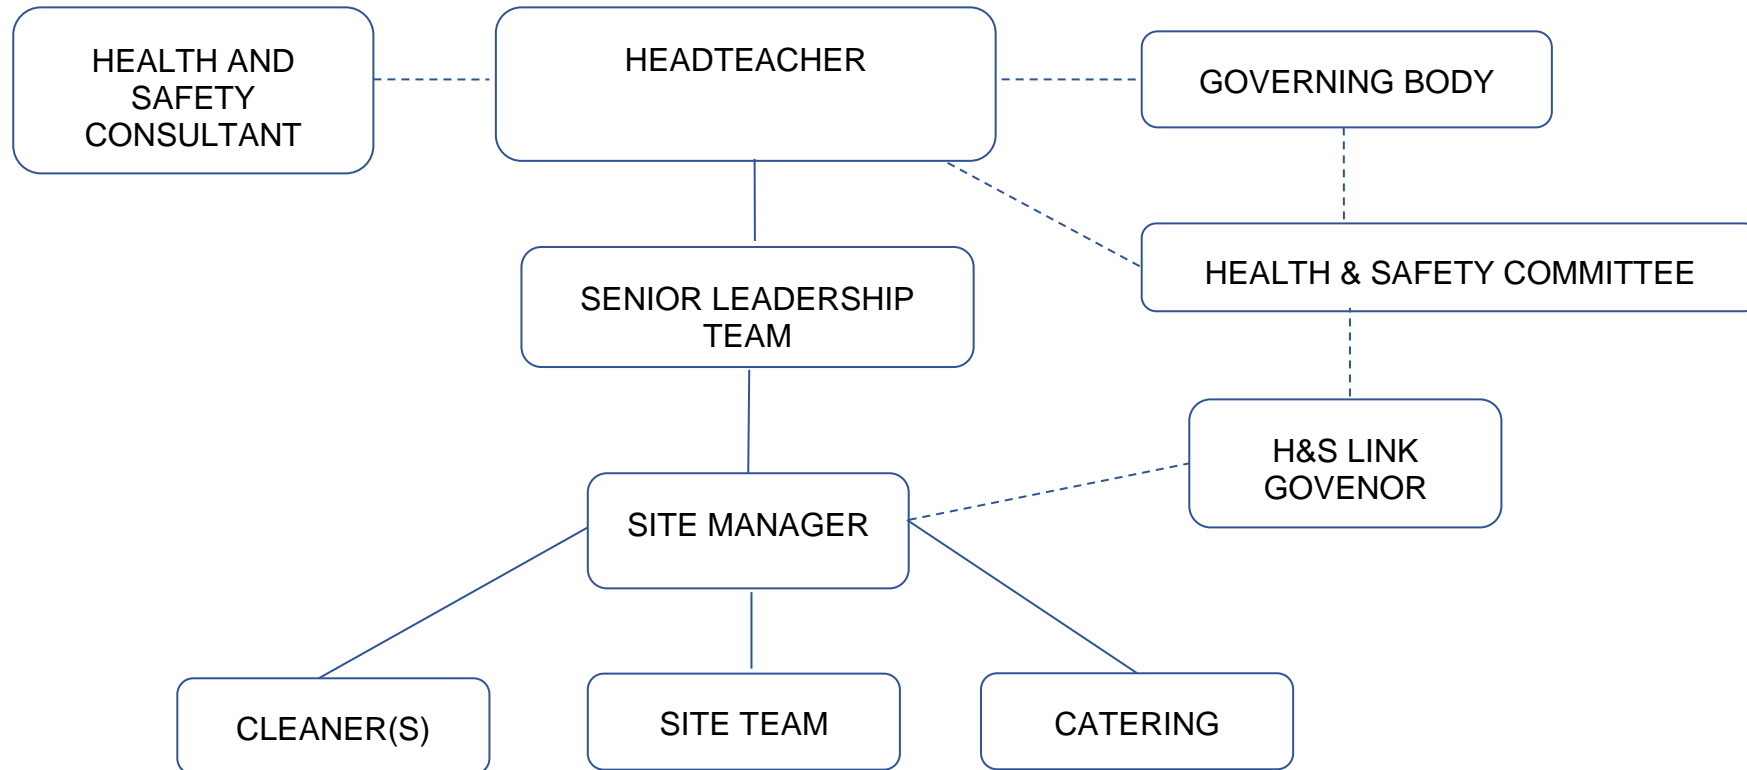 HEALTH AND
SAFETY
CONSULTANT
HEADTEACHER
GOVERNING BODY
HEALTH & SAFETY COMMITTEE
SENIOR LEADERSHIP
TEAM
H&S LINK
GOVENOR
SITE MANAGER
CLEANER(S)
SITE TEAM
CATERING